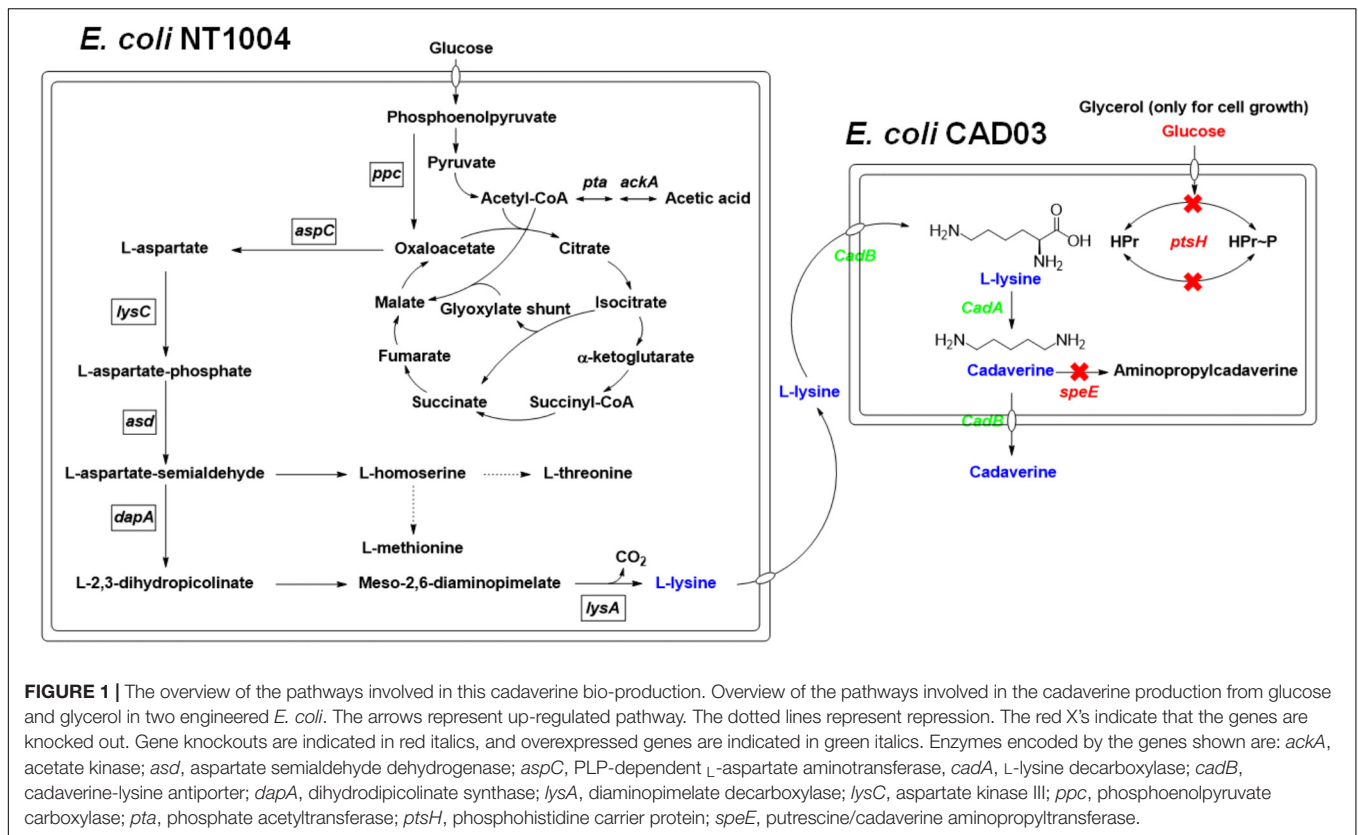 E. coli NT1004
Glucose
Phosphoenolpyruvate
ppc
Pyruvate
Acetyl-CoA
pta
ackA
Acetic acid
aspC
L-aspartate
Oxaloacetate
Citrate
Malate
Glyoxylate shunt
Isocitrate
lysC
Fumarate
α-ketoglutarate
L-aspartate-phosphate
Succinate
Succinyl-CoA
asd
L-aspartate-semialdehyde
L-homoserine
L-threonine
dapA
L-methionine
CO2
L-2,3-dihydropicolinate
Meso-2,6-diaminopimelate
L-lysine
lysA
L-lysine
E. coli CAD03
Glycerol (only for cell growth)
Glucose
CadB
H2N
O
OH
NH2
L-lysine
HPr
ptsH
HPr~P
CadA
H2N
NH2
Cadaverine
Aminopropylcadaverine
speE
CadB
Cadaverine
FIGURE 1 | The overview of the pathways involved in this cadaverine bio-production. Overview of the pathways involved in the cadaverine production from glucose
and glycerol in two engineered E. coli. The arrows represent up-regulated pathway. The dotted lines represent repression. The red X's indicate that the genes are
knocked out. Gene knockouts are indicated in red italics, and overexpressed genes are indicated in green italics. Enzymes encoded by the genes shown are: ackA,
acetate kinase; asd, aspartate semialdehyde dehydrogenase; aspC, PLP-dependent L-aspartate aminotransferase, cadA, L-lysine decarboxylase; cadB,
cadaverine-lysine antiporter; dapA, dihydrodipicolinate synthase; lysA, diaminopimelate decarboxylase; lysC, aspartate kinase III; ppc, phosphoenolpyruvate
carboxylase; pta, phosphate acetyltransferase; ptsH, phosphohistidine carrier protein; speE, putrescine/cadaverine aminopropyltransferase.